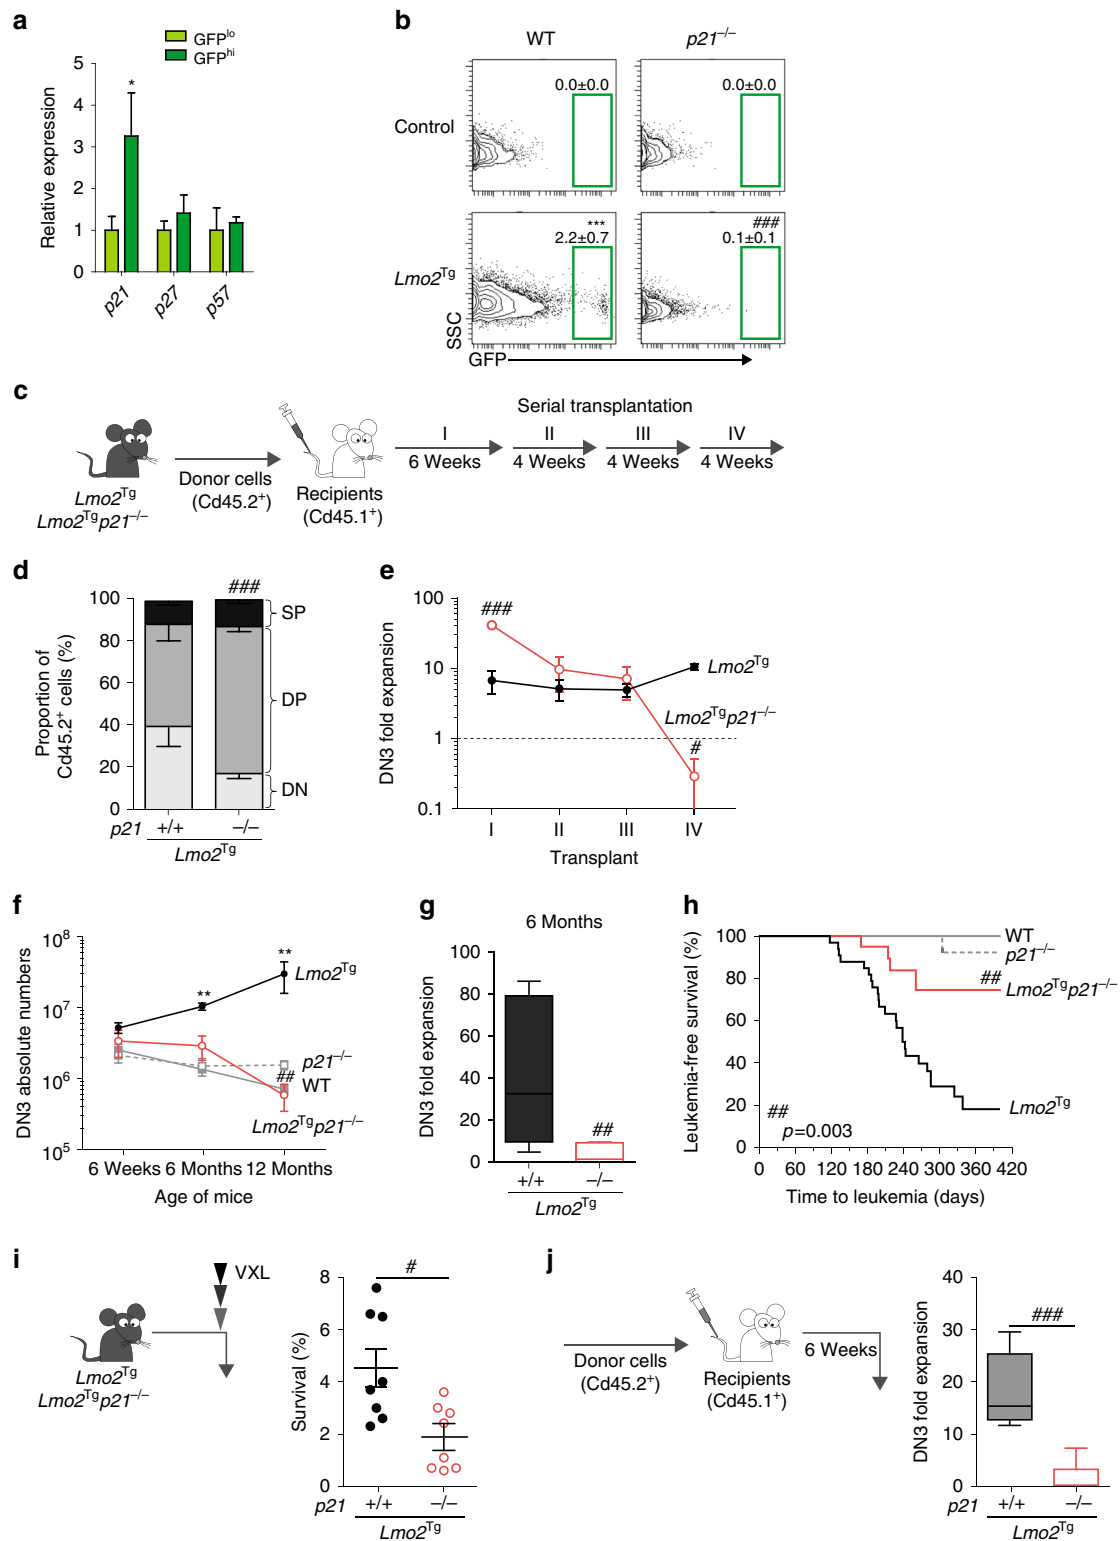 a
GFPlo
GFPhi
Relative expression
5
4
3
2
1
0
*
p21
p27
p57
b
WT
p21–/–
Control
0.0±0.0
0.0±0.0
Lmo2Tg
***
2.2±0.7
###
0.1±0.1
SSC
GFP
c
Serial transplantation
I
II
III
IV
6 Weeks
4 Weeks
4 Weeks
4 Weeks
Donor cells
(Cd45.2+)
Recipients
(Cd45.1+)
Lmo2Tg
Lmo2Tgp21–/–
d
###
Proportion of
Cd45.2+ cells (%)
100
80
60
40
20
0
SP
DP
DN
p21
+/+
–/–
Lmo2Tg
e
DN3 fold expansion
100
10
1
0.1
###
Lmo2Tg
Lmo2Tgp21–/–
#
I
II
III
IV
Transplant
f
DN3 absolute numbers
108
107
106
105
**
**
Lmo2Tg
p21–/–
##
WT
Lmo2Tgp21–/–
6 Weeks
6 Months
12 Months
Age of mice
g
6 Months
DN3 fold expansion
100
80
60
40
20
0
##
+/+
–/–
Lmo2Tg
h
Leukemia-free survival (%)
100
80
60
40
20
0
WT
p21–/–
##
Lmo2Tgp21–/–
Lmo2Tg
##
p=0.003
0
60
120
180
240
300
360
420
Time to leukemia (days)
i
VXL
Lmo2Tg
Lmo2Tgp21–/–
Survival (%)
8
6
4
2
0
#
p21
+/+
–/–
Lmo2Tg
j
Donor cells
(Cd45.2+)
Recipients
(Cd45.1+)
6 Weeks
DN3 fold expansion
40
30
20
10
0
###
p21
+/+
–/–
Lmo2Tg